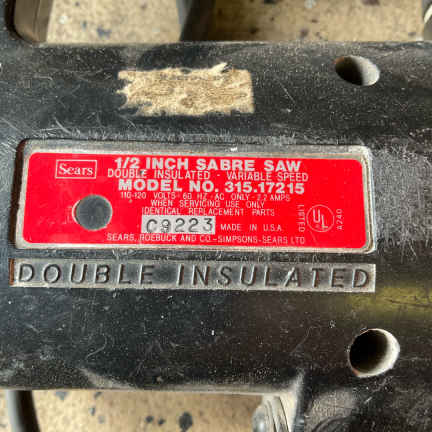 Sears
1/2 INCH SABRE SAW
DOUBLE INSULATED · VARIABLE SPEED
MODEL NO. 315.17215
110-120 VOLTS - 60 HZ - AC ONLY - 2.2 AMPS
WHEN SERVICING USE ONLY
IDENTICAL REPLACEMENT PARTS
C9223 MADE IN U.S.A.
SEARS, ROEBUCK AND CO.-SIMPSONS-SEARS LTD
LISTED
UL
A740
DOUBLE INSULATED